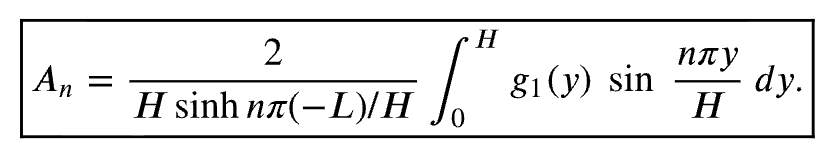 $$A_n = \frac{2}{H \sinh n\pi(-L)/H} \int_0^H g_1(y) \ \sin \ \frac{n\pi y}{H} \ dy.$$